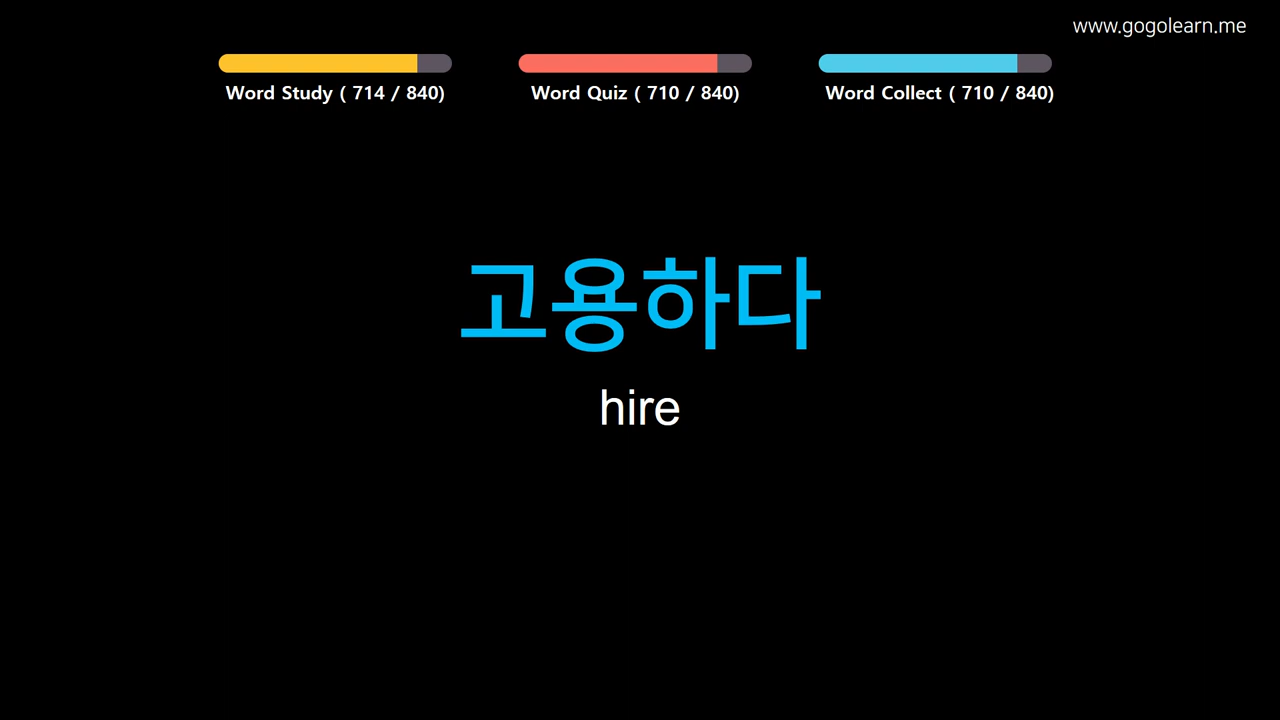 www.gogolearn.me
Word Study ( 714 / 840)
Word Quiz ( 710 / 840)
Word Collect ( 710 / 840)
고용하다
hire